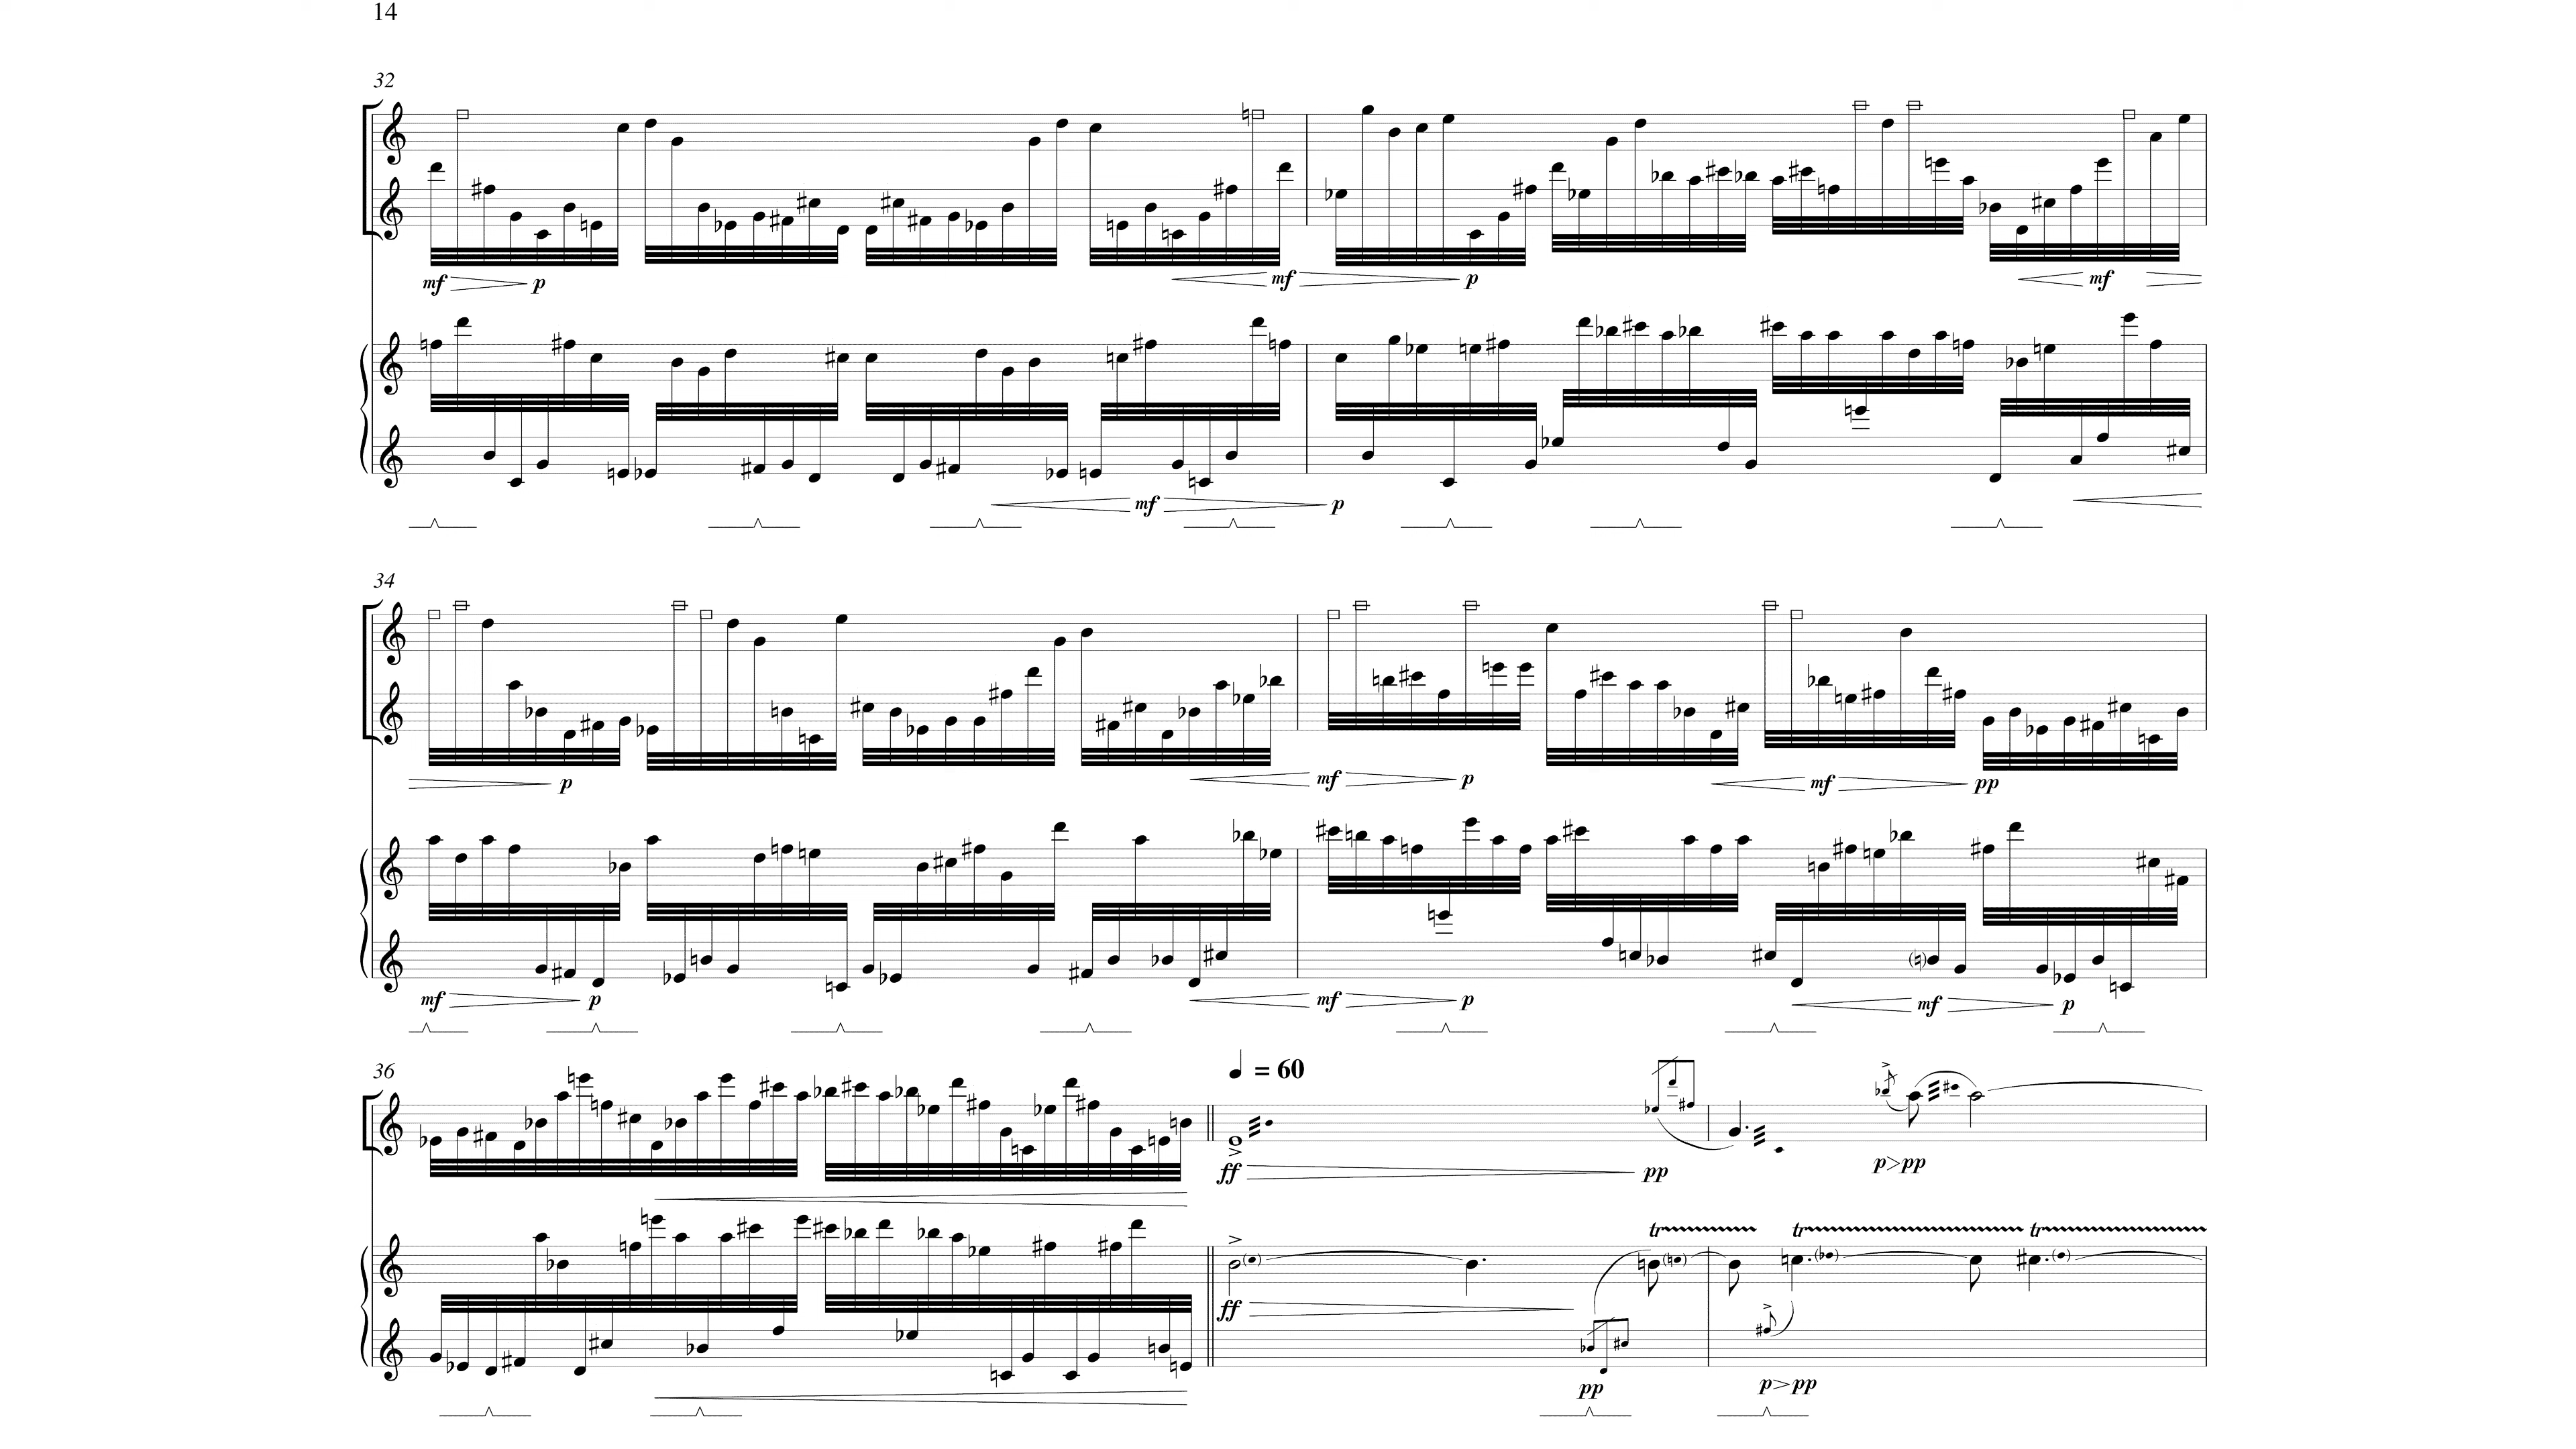 14
32
mf p mf p mf
mf p
34
p mf p mf pp
mf p mf p mf p
36
♩ = 60
ff pp p>pp
tr tr tr
ff
pp p>pp